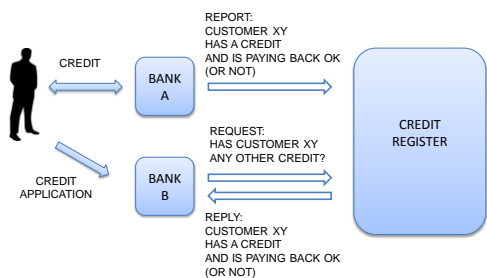 REPORT:
CUSTOMER XY
HAS A CREDIT
AND IS PAYING BACK OK
(OR NOT)
CREDIT
BANK
A
CREDIT
REGISTER
REQUEST:
HAS CUSTOMER XY
ANY OTHER CREDIT?
CREDIT
APPLICATION
BANK
B
REPLY:
CUSTOMER XY
HAS A CREDIT
AND IS PAYING BACK OK
(OR NOT)